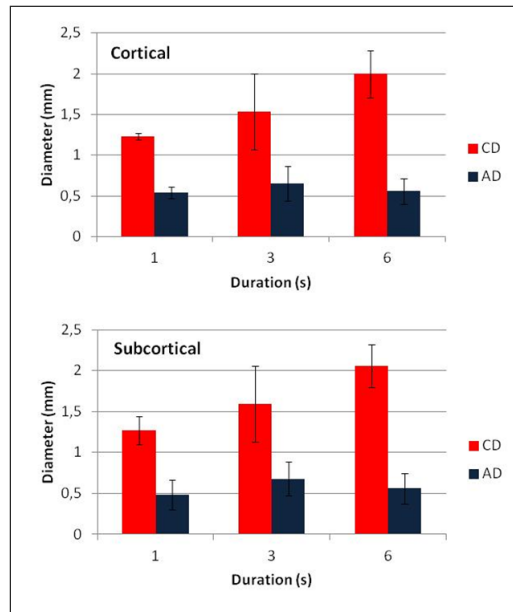 2,5
Cortical
2
1,5
1
0,5
0
Diameter (mm)
1 3 6
Duration (s)
CD
AD
2,5
Subcortical
2
1,5
1
0,5
0
Diameter (mm)
1 3 6
Duration (s)
CD
AD